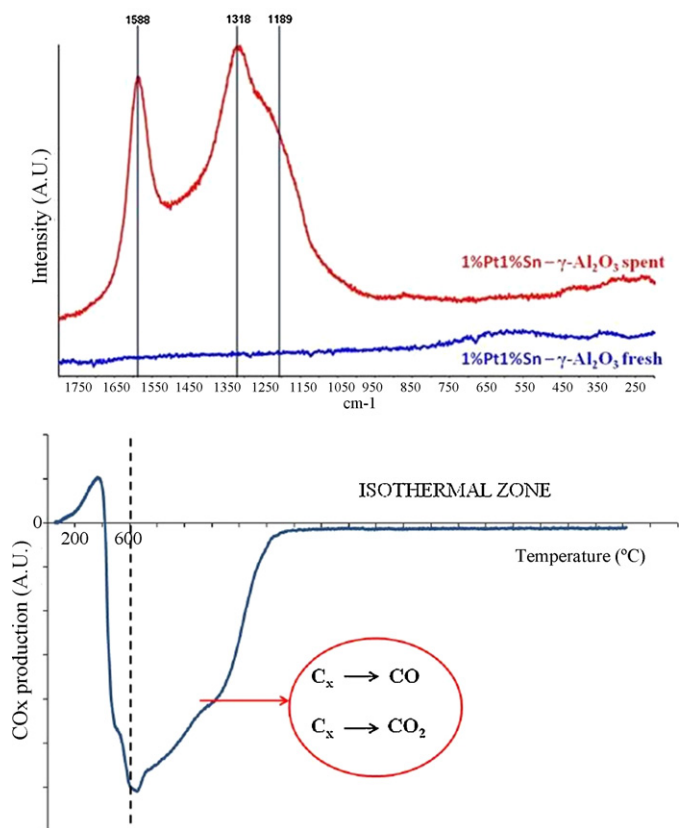 1588 1318 1189
Intensity (A.U.)
1%Pt1%Sn–γ-Al₂O₃ spent
1%Pt1%Sn–γ-Al₂O₃ fresh
1750 1650 1550 1450 1350 1250 1150 1050 950 850 750 650 550 450 350 250
cm-1
ISOTHERMAL ZONE
0
200 600
Temperature (ºC)
COx production (A.U.)
Cₓ → CO
Cₓ → CO₂